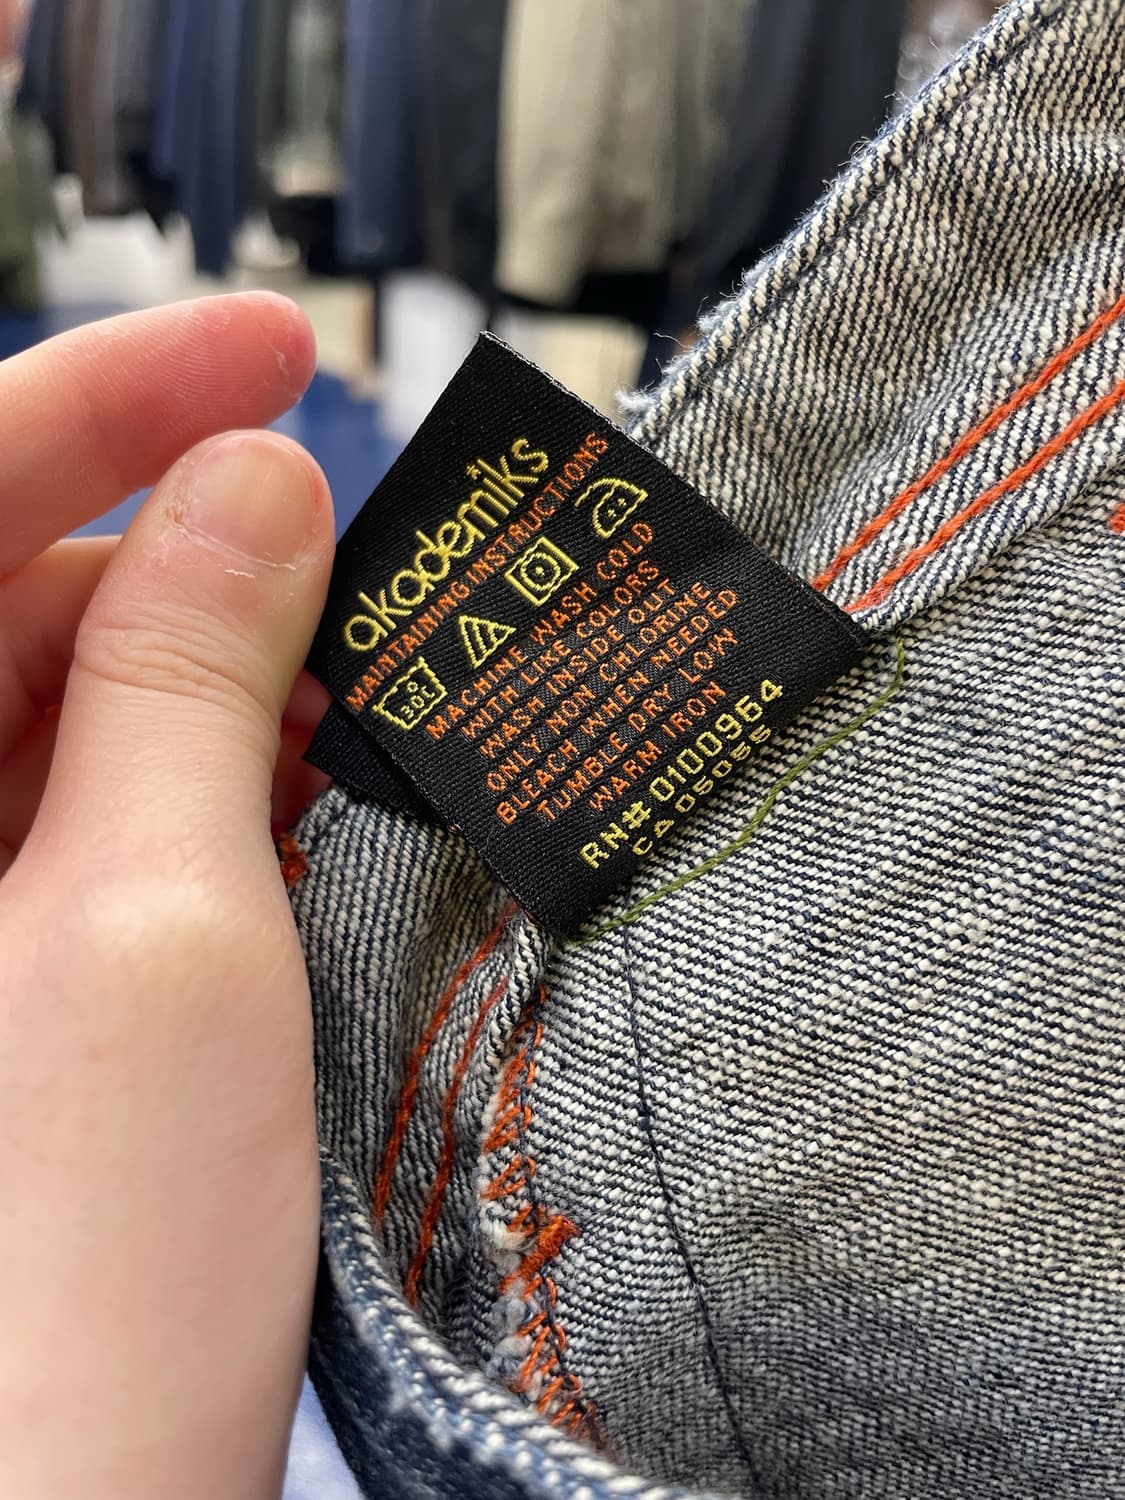 akademiks
MAINTAINING INSTRUCTIONS
30C
MACHINE WASH COLD
WITH LIKE COLORS
WASH INSIDE OUT
ONLY NON CHLORINE
BLEACH WHEN NEEDED
TUMBLE DRY LOW
WARM IRON
RN# 0100964
CA05055